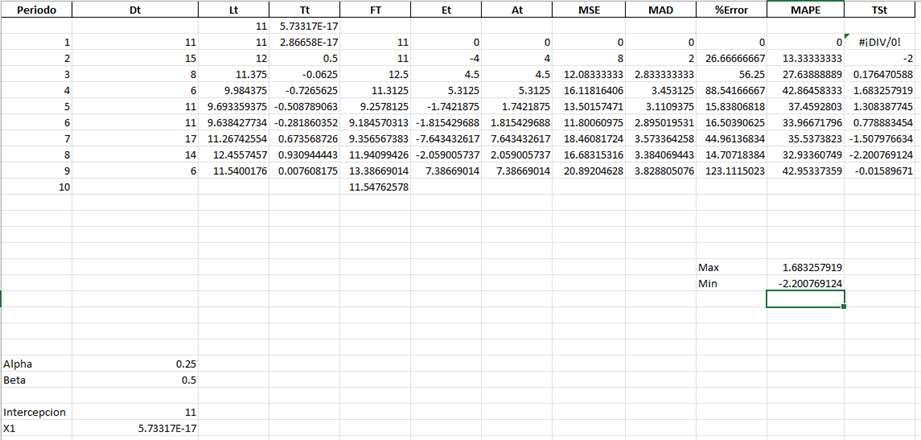 Periodo Dt Lt Tt FT Et At MSE MAD %Error MAPE TSt
11 5.73317E-17
1 11 11 2.86658E-17 11 0 0 0 0 0 0 #¡DIV/0!
2 15 12 0.5 11 -4 4 8 2 26.66666667 13.33333333 -2
3 8 11.375 -0.0625 12.5 4.5 4.5 12.08333333 2.833333333 56.25 27.63888889 0.176470588
4 6 9.984375 -0.7265625 11.3125 5.3125 5.3125 16.11816406 3.453125 88.54166667 42.86458333 1.683257919
5 11 9.693359375 -0.508789063 9.2578125 -1.7421875 1.7421875 13.50157471 3.1109375 15.83806818 37.4592803 1.308387745
6 11 9.638427734 -0.281860352 9.184570313 -1.815429688 1.815429688 11.80060975 2.895019531 16.50390625 33.96671796 0.778883454
7 17 11.26742554 0.673568726 9.356567383 -7.643432617 7.643432617 18.46081724 3.573364258 44.96136834 35.5373823 -1.507976634
8 14 12.4557457 0.930944443 11.94099426 -2.059005737 2.059005737 16.68315316 3.384069443 14.70718384 32.93360749 -2.200769124
9 6 11.5400176 0.007608175 13.38669014 7.38669014 7.38669014 20.89204628 3.828805076 123.1115023 42.95337359 -0.01589671
10 11.54762578
Max 1.683257919
Min -2.200769124
Alpha 0.25
Beta 0.5
Intercepcion 11
X1 5.73317E-17